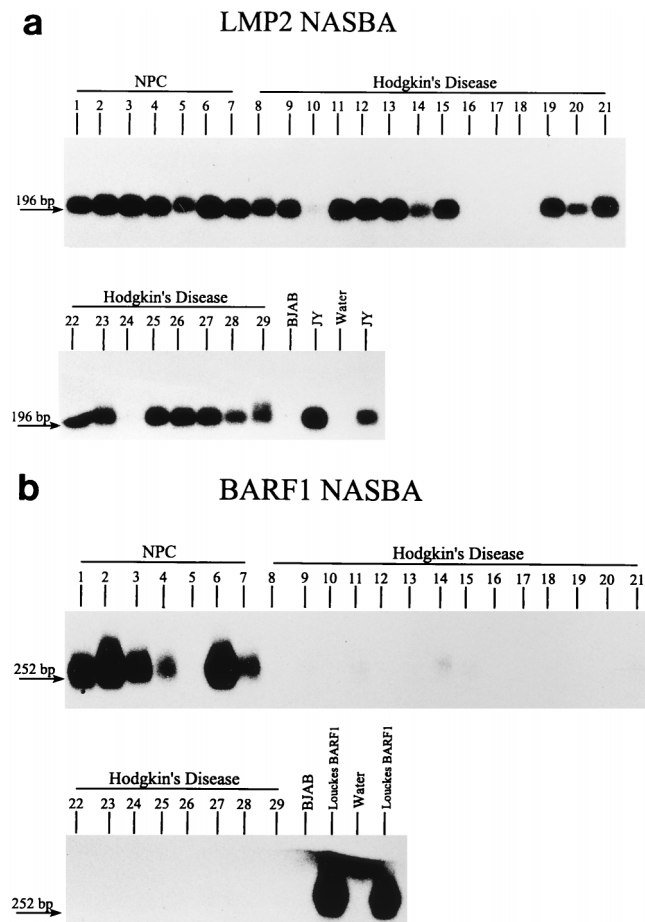 a
LMP2 NASBA
NPC
Hodgkin's Disease
1 2 3 4 5 6 7 8 9 10 11 12 13 14 15 16 17 18 19 20 21
196 bp
Hodgkin's Disease
22 23 24 25 26 27 28 29 BJAB JY Water JY
196 bp
b
BARF1 NASBA
NPC
Hodgkin's Disease
1 2 3 4 5 6 7 8 9 10 11 12 13 14 15 16 17 18 19 20 21
252 bp
Hodgkin's Disease
22 23 24 25 26 27 28 29 BJAB Louckes BARF1 Water Louckes BARF1
252 bp